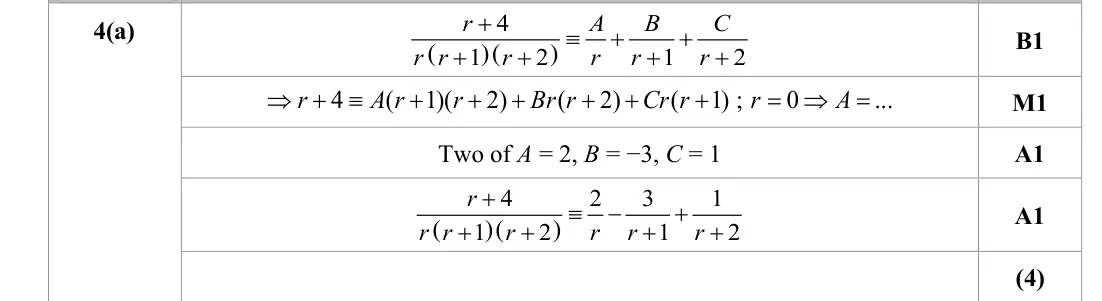 4(a)
r + 4 / r(r + 1)(r + 2) ≡ A/r + B/(r + 1) + C/(r + 2)
B1
⇒ r + 4 ≡ A(r + 1)(r + 2) + Br(r + 2) + Cr(r + 1) ; r = 0 ⇒ A = ...
M1
Two of A = 2, B = −3, C = 1
A1
r + 4 / r(r + 1)(r + 2) ≡ 2/r − 3/(r + 1) + 1/(r + 2)
A1
(4)